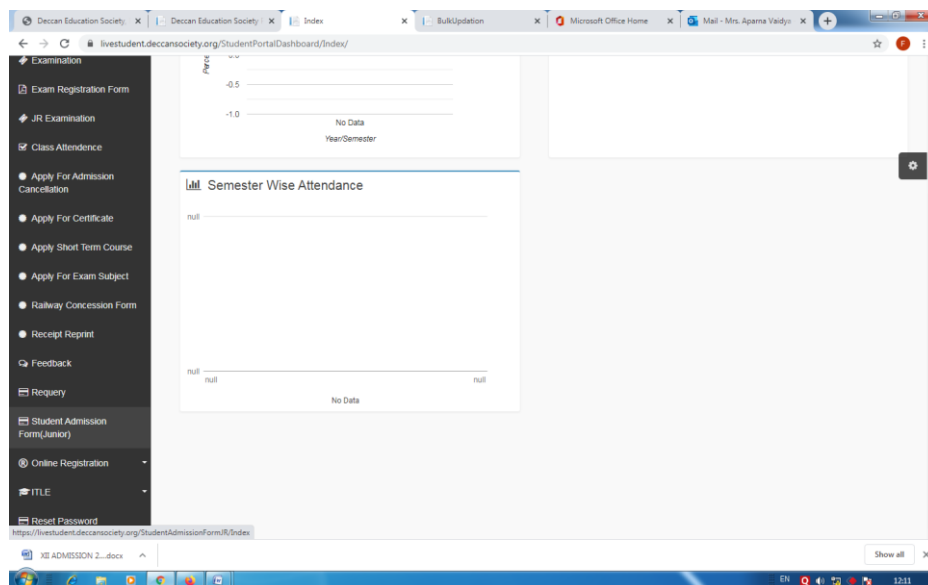 Deccan Education Society
Deccan Education Society
Index
BulkUpdation
Microsoft Office Home
Mail - Mrs. Aparna Vaidya
livestudent.deccansociety.org/StudentPortalDashboard/Index/
F
Examination
Exam Registration Form
JR Examination
Class Attendence
Apply For Admission
Cancellation
Apply For Certificate
Apply Short Term Course
Apply For Exam Subject
Railway Concession Form
Receipt Reprint
Feedback
Requery
Student Admission
Form(Junior)
Online Registration
ITLE
Reset Password
-0.5
-1.0
No Data
Year/Semester
Semester Wise Attendance
null
null
null
null
No Data
https://livestudent.deccansociety.org/StudentAdmissionFormJR/Index
XII ADMISSION 2....docx
Show all
EN
12:11